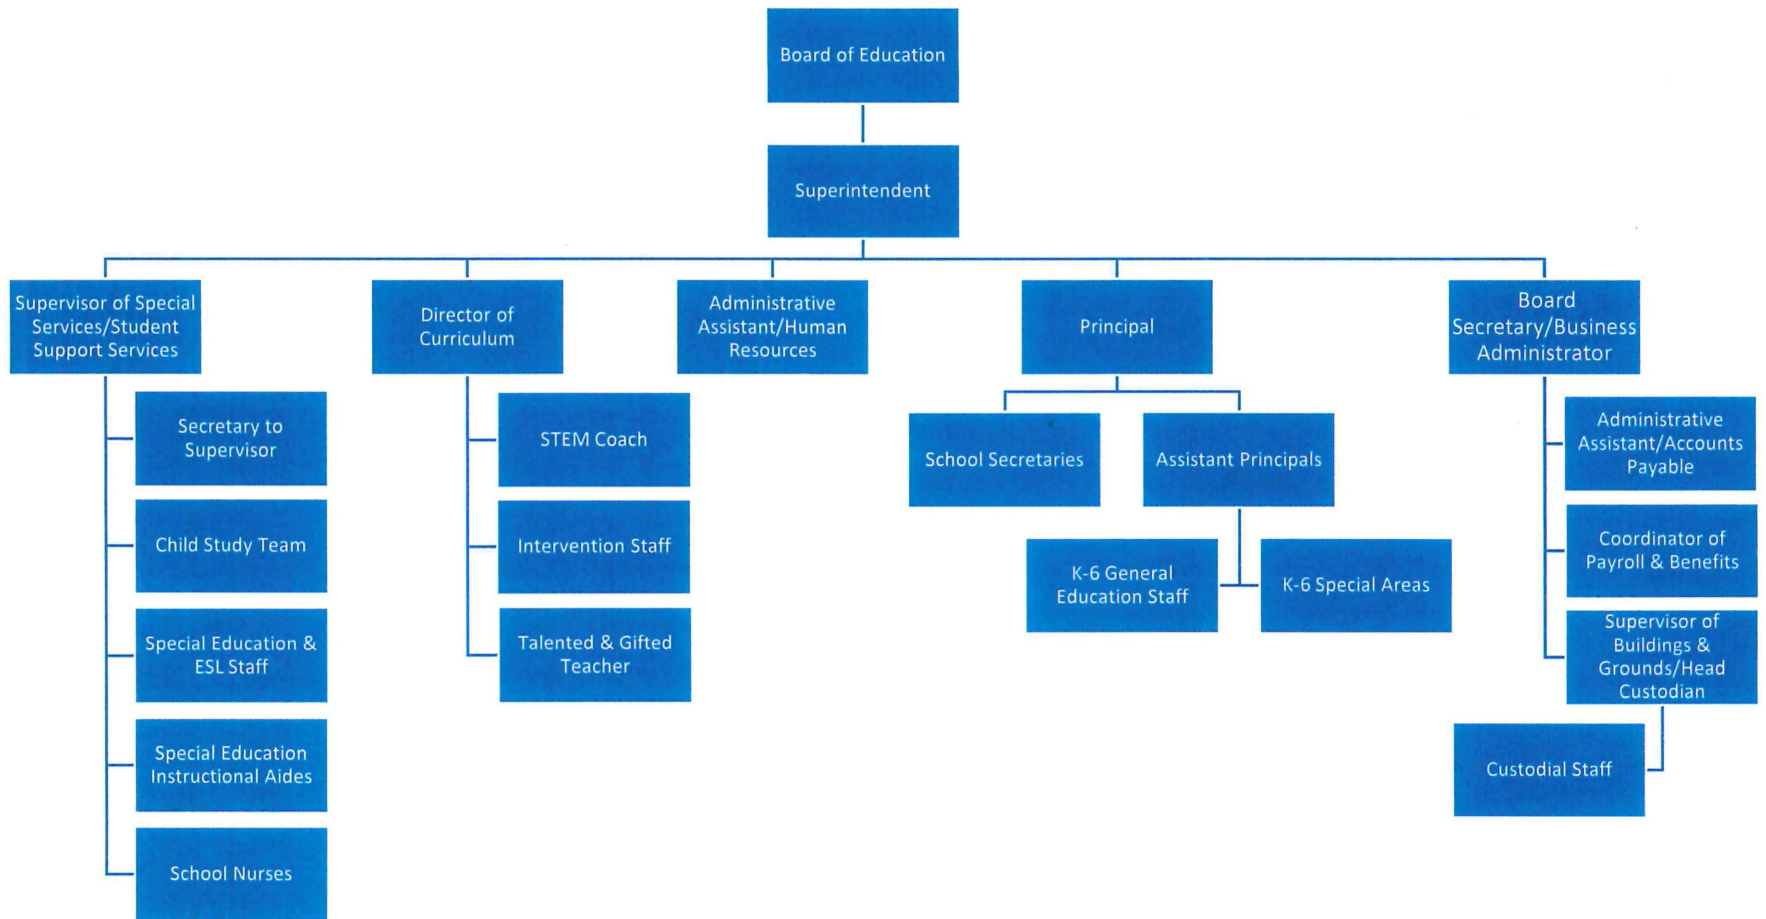 Board of Education
Superintendent
Supervisor of Special
Services/Student
Support Services
Director of
Curriculum
Administrative
Assistant/Human
Resources
Principal
Board
Secretary/Business
Administrator
Secretary to
Supervisor
Child Study Team
Special Education &
ESL Staff
Special Education
Instructional Aides
School Nurses
STEM Coach
Intervention Staff
Talented & Gifted
Teacher
School Secretaries
Assistant Principals
K-6 General
Education Staff
K-6 Special Areas
Administrative
Assistant/Accounts
Payable
Coordinator of
Payroll & Benefits
Supervisor of
Buildings &
Grounds/Head
Custodian
Custodial Staff